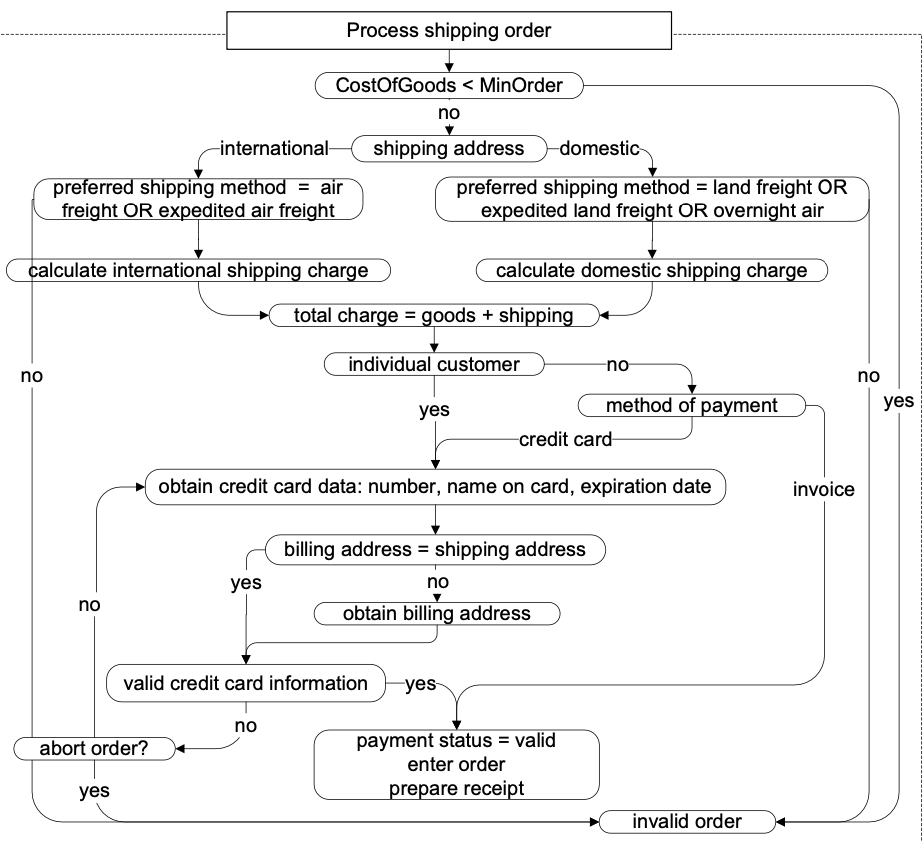 Process shipping order
CostOfGoods < MinOrder
no
international
shipping address
domestic
preferred shipping method = air
freight OR expedited air freight
preferred shipping method = land freight OR
expedited land freight OR overnight air
calculate international shipping charge
calculate domestic shipping charge
total charge = goods + shipping
individual customer
no
no
no
yes
yes
method of payment
credit card
obtain credit card data: number, name on card, expiration date
invoice
billing address = shipping address
yes
no
no
obtain billing address
valid credit card information
yes
no
abort order?
payment status = valid
enter order
prepare receipt
yes
invalid order